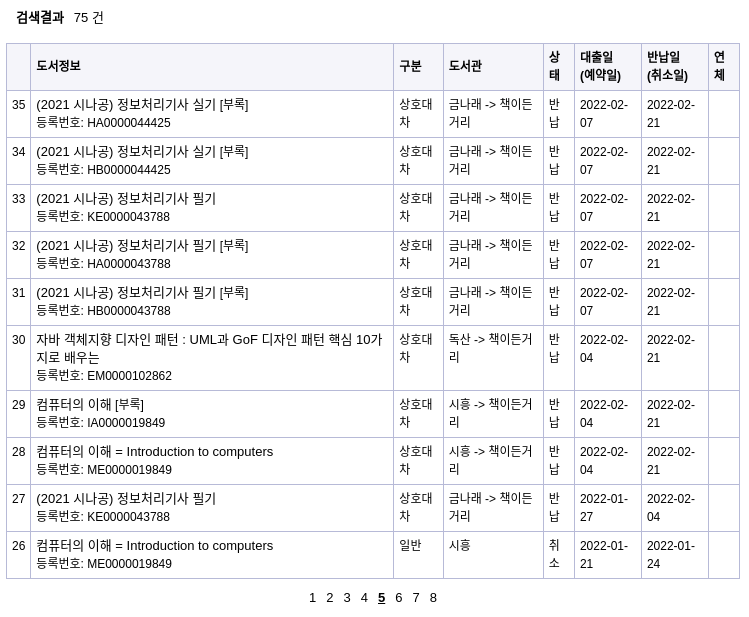 검색결과 75 건
도서정보 구분 도서관 상태 대출일(예약일) 반납일(취소일) 연체
35 (2021 시나공) 정보처리기사 실기 [부록] 상호대차 금나래 -> 책이든거리 반납 2022-02-07 2022-02-21
등록번호: HA0000044425
34 (2021 시나공) 정보처리기사 실기 [부록] 상호대차 금나래 -> 책이든거리 반납 2022-02-07 2022-02-21
등록번호: HB0000044425
33 (2021 시나공) 정보처리기사 필기 상호대차 금나래 -> 책이든거리 반납 2022-02-07 2022-02-21
등록번호: KE0000043788
32 (2021 시나공) 정보처리기사 필기 [부록] 상호대차 금나래 -> 책이든거리 반납 2022-02-07 2022-02-21
등록번호: HA0000043788
31 (2021 시나공) 정보처리기사 필기 [부록] 상호대차 금나래 -> 책이든거리 반납 2022-02-07 2022-02-21
등록번호: HB0000043788
30 자바 객체지향 디자인 패턴 : UML과 GoF 디자인 패턴 핵심 10가지로 배우는 상호대차 독산 -> 책이든거리 반납 2022-02-04 2022-02-21
등록번호: EM0000102862
29 컴퓨터의 이해 [부록] 상호대차 시흥 -> 책이든거리 반납 2022-02-04 2022-02-21
등록번호: IA0000019849
28 컴퓨터의 이해 = Introduction to computers 상호대차 시흥 -> 책이든거리 반납 2022-02-04 2022-02-21
등록번호: ME0000019849
27 (2021 시나공) 정보처리기사 필기 상호대차 금나래 -> 책이든거리 반납 2022-01-27 2022-02-04
등록번호: KE0000043788
26 컴퓨터의 이해 = Introduction to computers 일반 시흥 취소 2022-01-21 2022-01-24
등록번호: ME0000019849
1 2 3 4 5 6 7 8